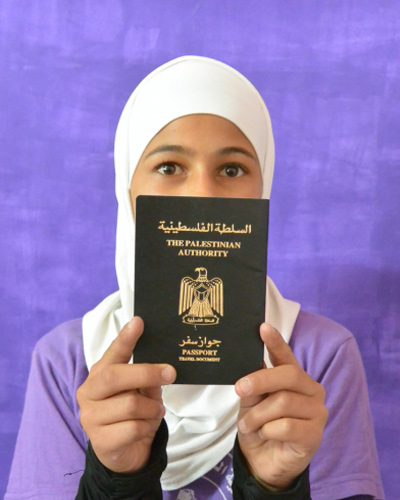 السلطة الفلسطينية
THE PALESTINIAN
AUTHORITY
جواز سفر
PASSPORT
TRAVEL DOCUMENT